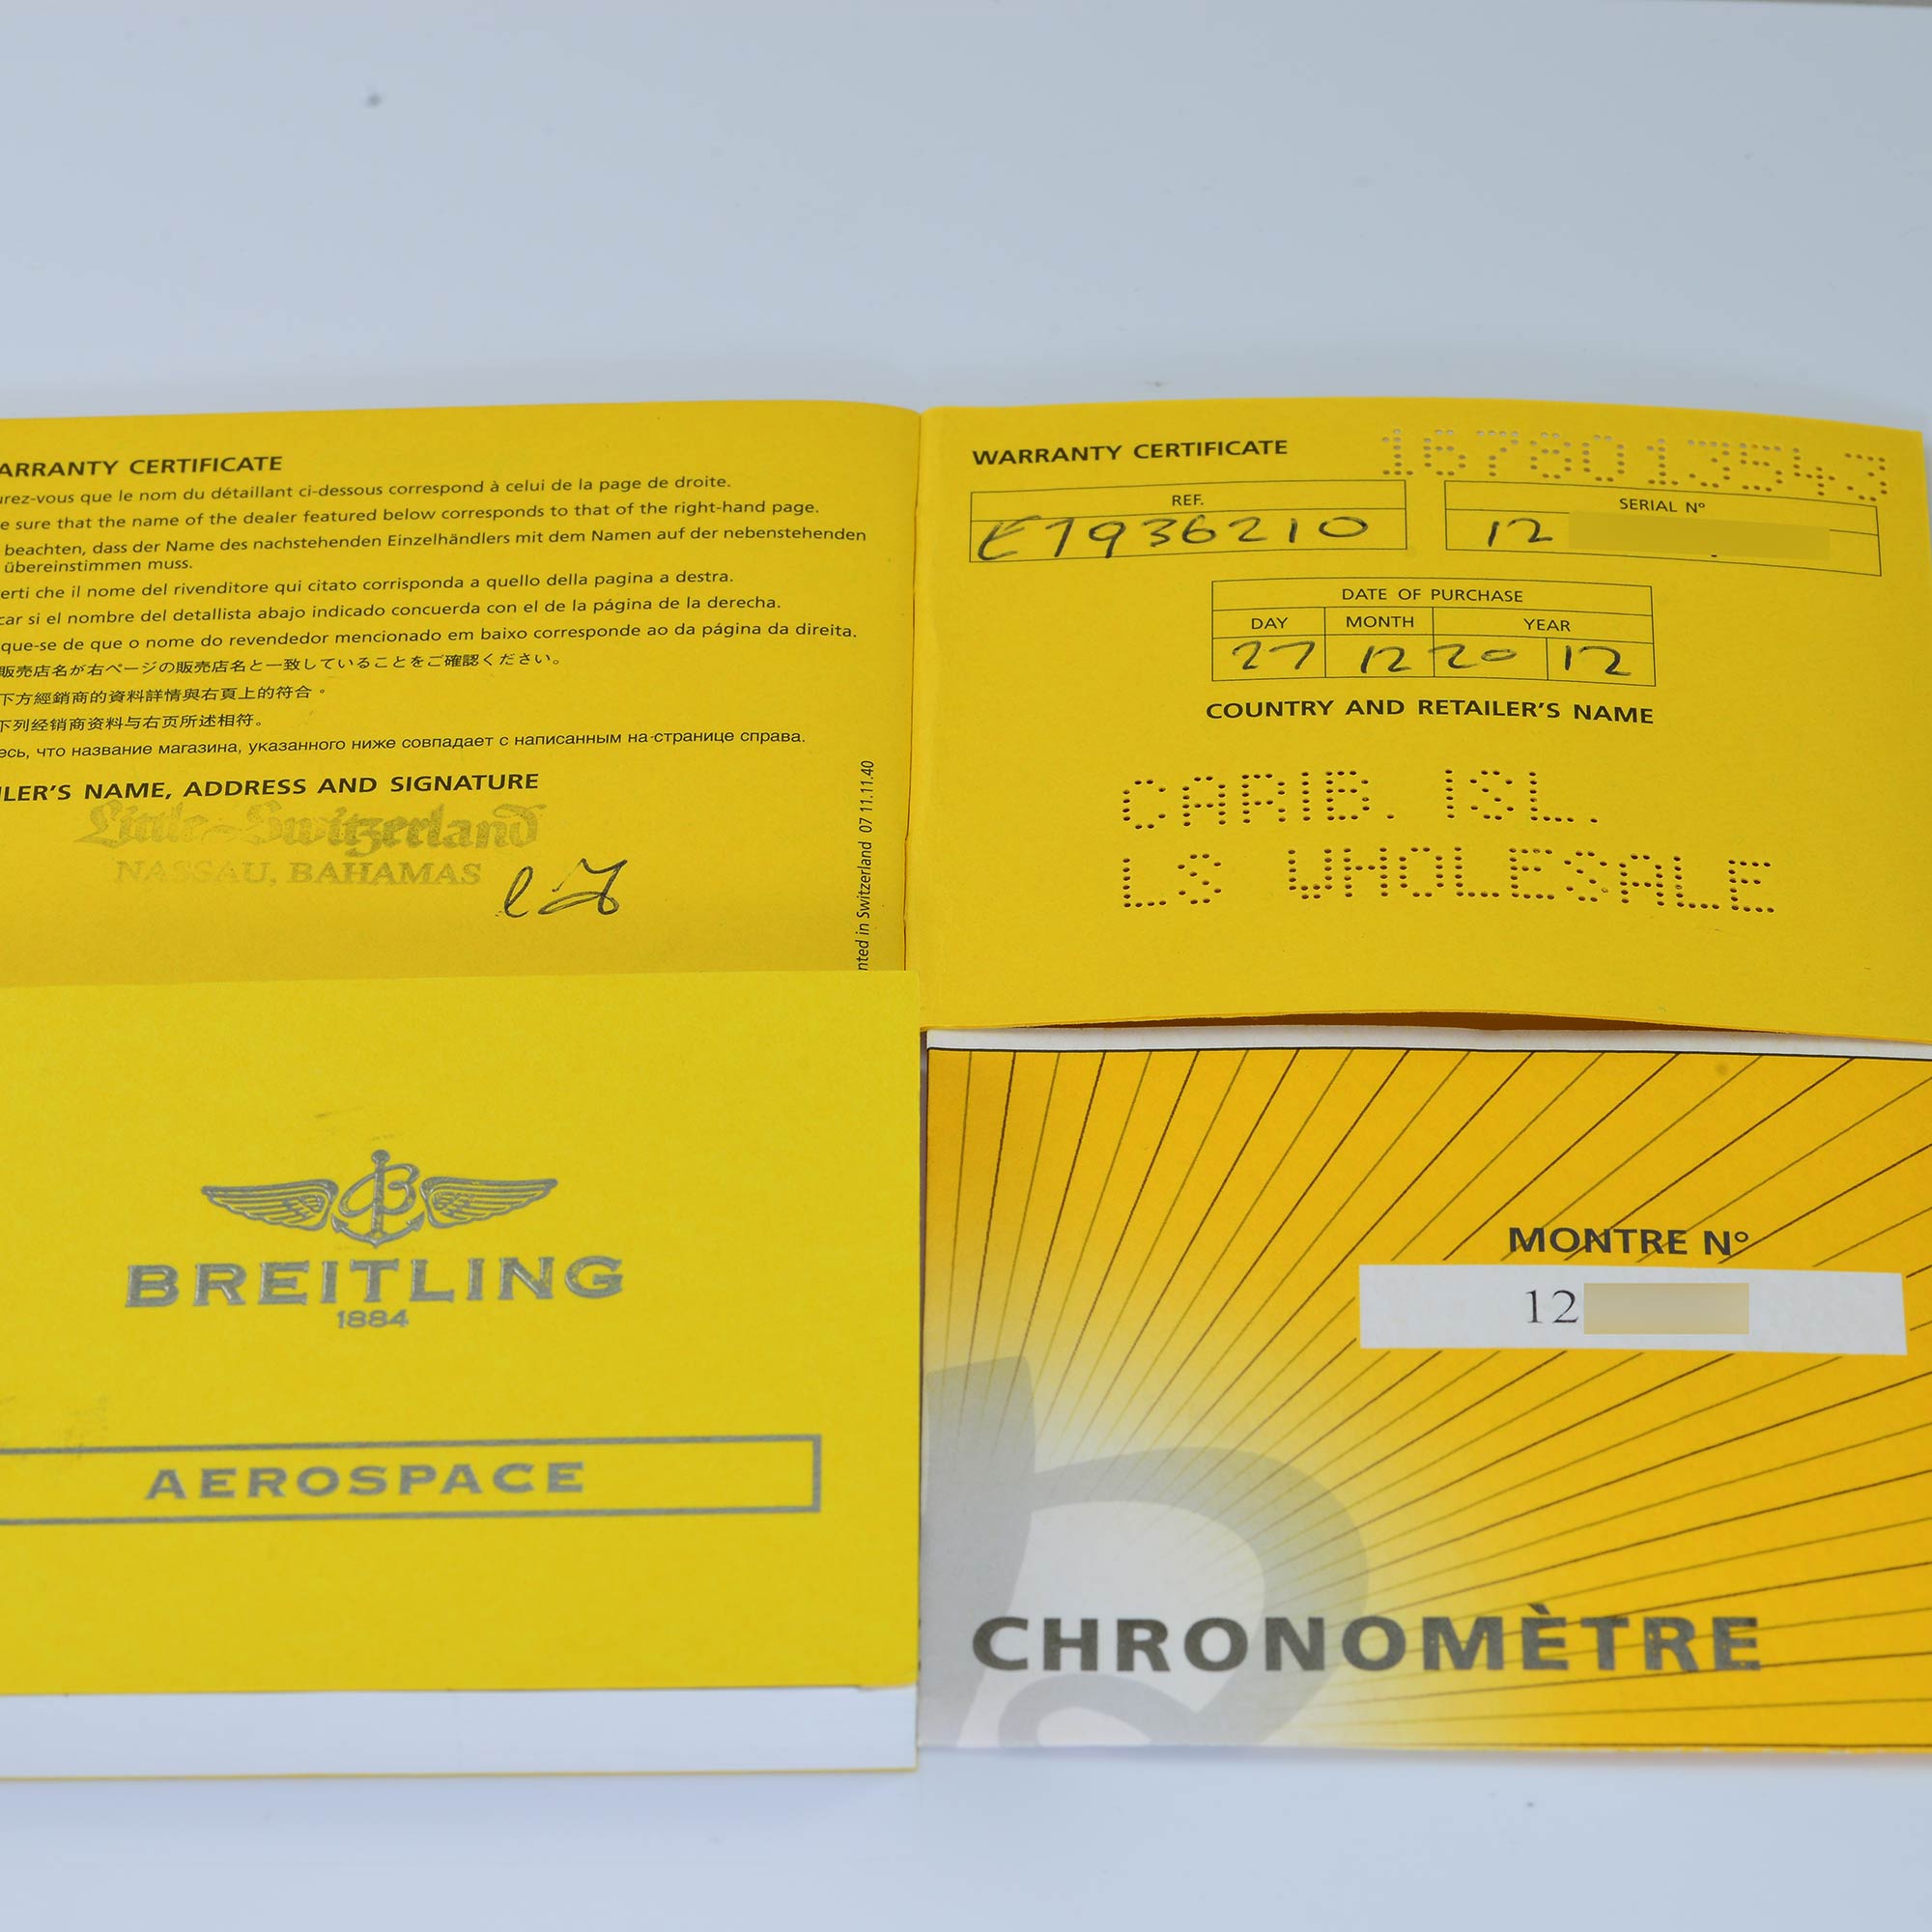 ARRANTY CERTIFICATE
urez-vous que le nom du détaillant ci-dessous correspond à celui de la page de droite.
e sure that the name of the dealer featured below corresponds to that of the right-hand page.
beachten, dass der Name des nachstehenden Einzelhändlers mit dem Namen auf der nebenstehenden
übereinstimmen muss.
erti che il nome del rivenditore qui citato corrisponda a quello della pagina a destra.
car si el nombre del detallista abajo indicado concuerda con el de la página de la derecha.
que-se de que o nome do revendedor mencionado em baixo corresponde ao da página da direita.
販売店名が右ページの販売店名と一致していることをご確認ください。
下方經銷商的資料詳情與右頁上的符合。
下列经销商资料与右页所述相符。
есь, что название магазина, указанного ниже совпадает с написанным на-странице справа.
ILER'S NAME, ADDRESS AND SIGNATURE
Little Switzerland
NASSAU, BAHAMAS
nted in Switzerland 07 11.11.40
WARRANTY CERTIFICATE
1678013543
REF.
E7936210
SERIAL N°
12
DATE OF PURCHASE
DAY MONTH YEAR
27 12 20 12
COUNTRY AND RETAILER'S NAME
CARIB. ISL.
LS WHOLESALE
B
BREITLING
1884
AEROSPACE
MONTRE N°
12
CHRONOMÈTRE